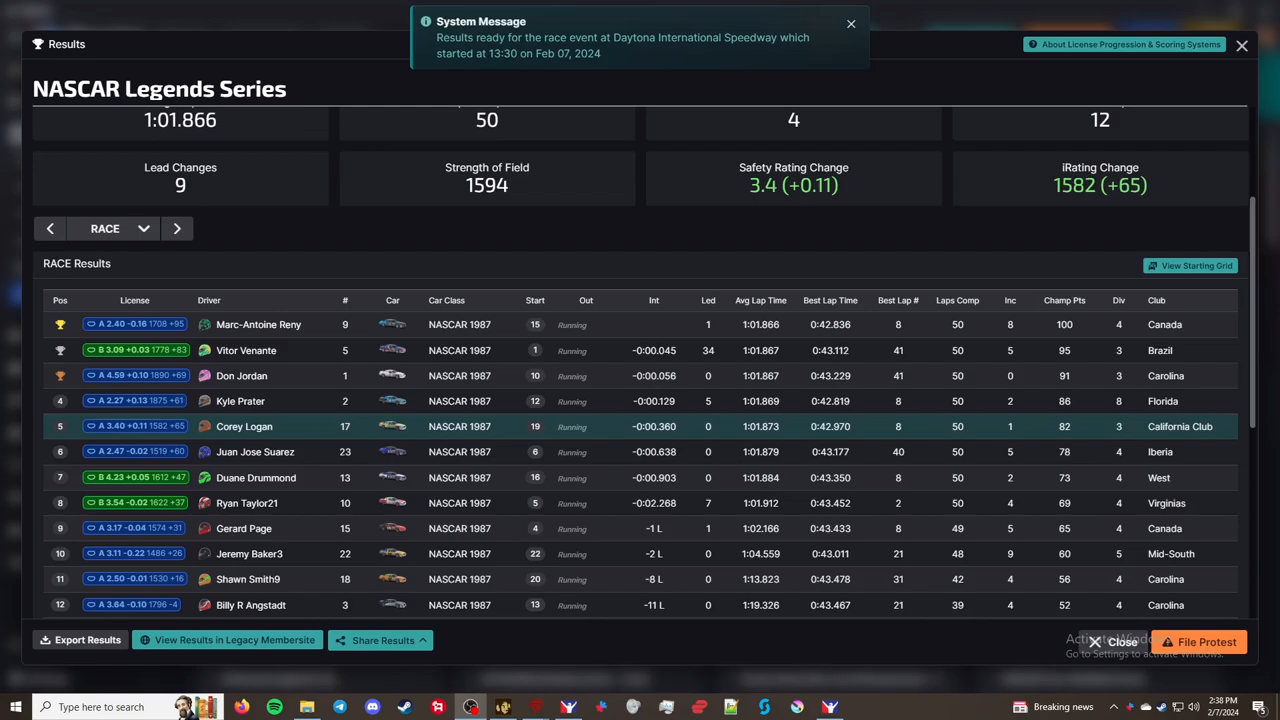 System Message
Results ready for the race event at Daytona International Speedway which
started at 13:30 on Feb 07, 2024
Results
About License Progression & Scoring Systems
NASCAR Legends Series
1:01.866 50 4 12
Lead Changes Strength of Field Safety Rating Change iRating Change
9 1594 3.4 (+0.11) 1582 (+65)
RACE
RACE Results
View Starting Grid
Pos License Driver # Car Car Class Start Out Int Led Avg Lap Time Best Lap Time Best Lap # Laps Comp Inc Champ Pts Div Club
A 2.40 -0.16 1708 +95 Marc-Antoine Reny 9 NASCAR 1987 15 Running 1 1:01.866 0:42.836 8 50 8 100 4 Canada
B 3.09 +0.03 1778 +83 Vitor Venante 5 NASCAR 1987 1 Running -0:00.045 34 1:01.867 0:43.112 41 50 5 95 3 Brazil
A 4.59 +0.10 1890 +69 Don Jordan 1 NASCAR 1987 10 Running -0:00.056 0 1:01.867 0:43.229 41 50 0 91 3 Carolina
4 A 2.27 +0.13 1875 +61 Kyle Prater 2 NASCAR 1987 12 Running -0:00.129 5 1:01.869 0:42.819 8 50 2 86 8 Florida
5 A 3.40 +0.11 1582 +65 Corey Logan 17 NASCAR 1987 19 Running -0:00.360 0 1:01.873 0:42.970 8 50 1 82 3 California Club
6 A 2.47 -0.02 1519 +60 Juan Jose Suarez 23 NASCAR 1987 6 Running -0:00.638 0 1:01.879 0:43.177 40 50 5 78 4 Iberia
7 B 4.23 +0.05 1612 +47 Duane Drummond 13 NASCAR 1987 16 Running -0:00.903 0 1:01.884 0:43.350 8 50 2 73 4 West
8 B 3.54 -0.02 1622 +37 Ryan Taylor21 10 NASCAR 1987 5 Running -0:02.268 7 1:01.912 0:43.452 2 50 4 69 4 Virginias
9 A 3.17 -0.04 1574 +31 Gerard Page 15 NASCAR 1987 4 Running -1 L 1 1:02.166 0:43.433 8 49 5 65 4 Canada
10 A 3.11 -0.22 1486 +26 Jeremy Baker3 22 NASCAR 1987 22 Running -2 L 0 1:04.559 0:43.011 21 48 9 60 5 Mid-South
11 A 2.50 -0.01 1530 +16 Shawn Smith9 18 NASCAR 1987 20 Running -8 L 0 1:13.823 0:43.478 31 42 4 56 4 Carolina
12 A 3.64 -0.10 1796 -4 Billy R Angstadt 3 NASCAR 1987 13 Running -11 L 0 1:19.326 0:43.467 21 39 4 52 4 Carolina
Export Results View Results in Legacy Membersite Share Results Close File Protest
Go to Settings to activate Windows.
Type here to search Breaking news 2:38 PM
2/7/2024